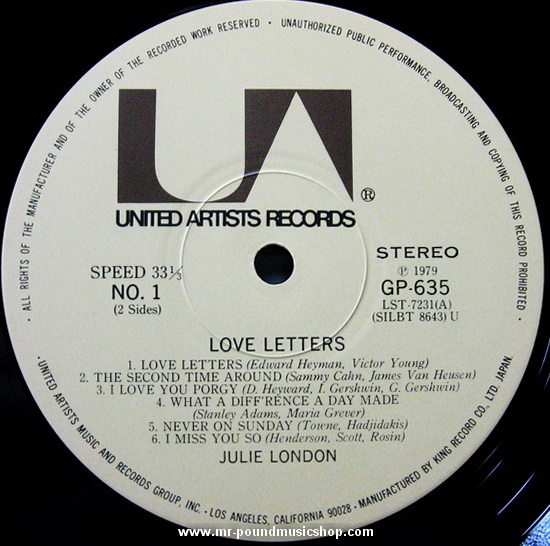 · ALL RIGHTS OF THE MANUFACTURER AND OF THE OWNER OF THE RECORDED WORK RESERVED · UNAUTHORIZED PUBLIC PERFORMANCE, BROADCASTING AND COPYING OF THIS RECORD PROHIBITED ·
UA ®
UNITED ARTISTS RECORDS
SPEED 33⅓
NO. 1
(2 Sides)
STEREO
Ⓟ 1979
GP-635
LST-7231(A)
(SILBT 8643) U
LOVE LETTERS
1. LOVE LETTERS (Edward Heyman, Victor Young)
2. THE SECOND TIME AROUND (Sammy Cahn, James Van Heusen)
3. I LOVE YOU PORGY (D. Heyward, I. Gershwin, G. Gershwin)
4. WHAT A DIFF'RENCE A DAY MADE
(Stanley Adams, Maria Grever)
5. NEVER ON SUNDAY (Towne, Hadjidakis)
6. I MISS YOU SO (Henderson, Scott, Rosin)
JULIE LONDON
· UNITED ARTISTS MUSIC AND RECORDS GROUP, INC. · LOS ANGELES, CALIFORNIA 90028 · MANUFACTURED BY KING RECORD CO. LTD. JAPAN.
www.mr-poundmusicshop.com